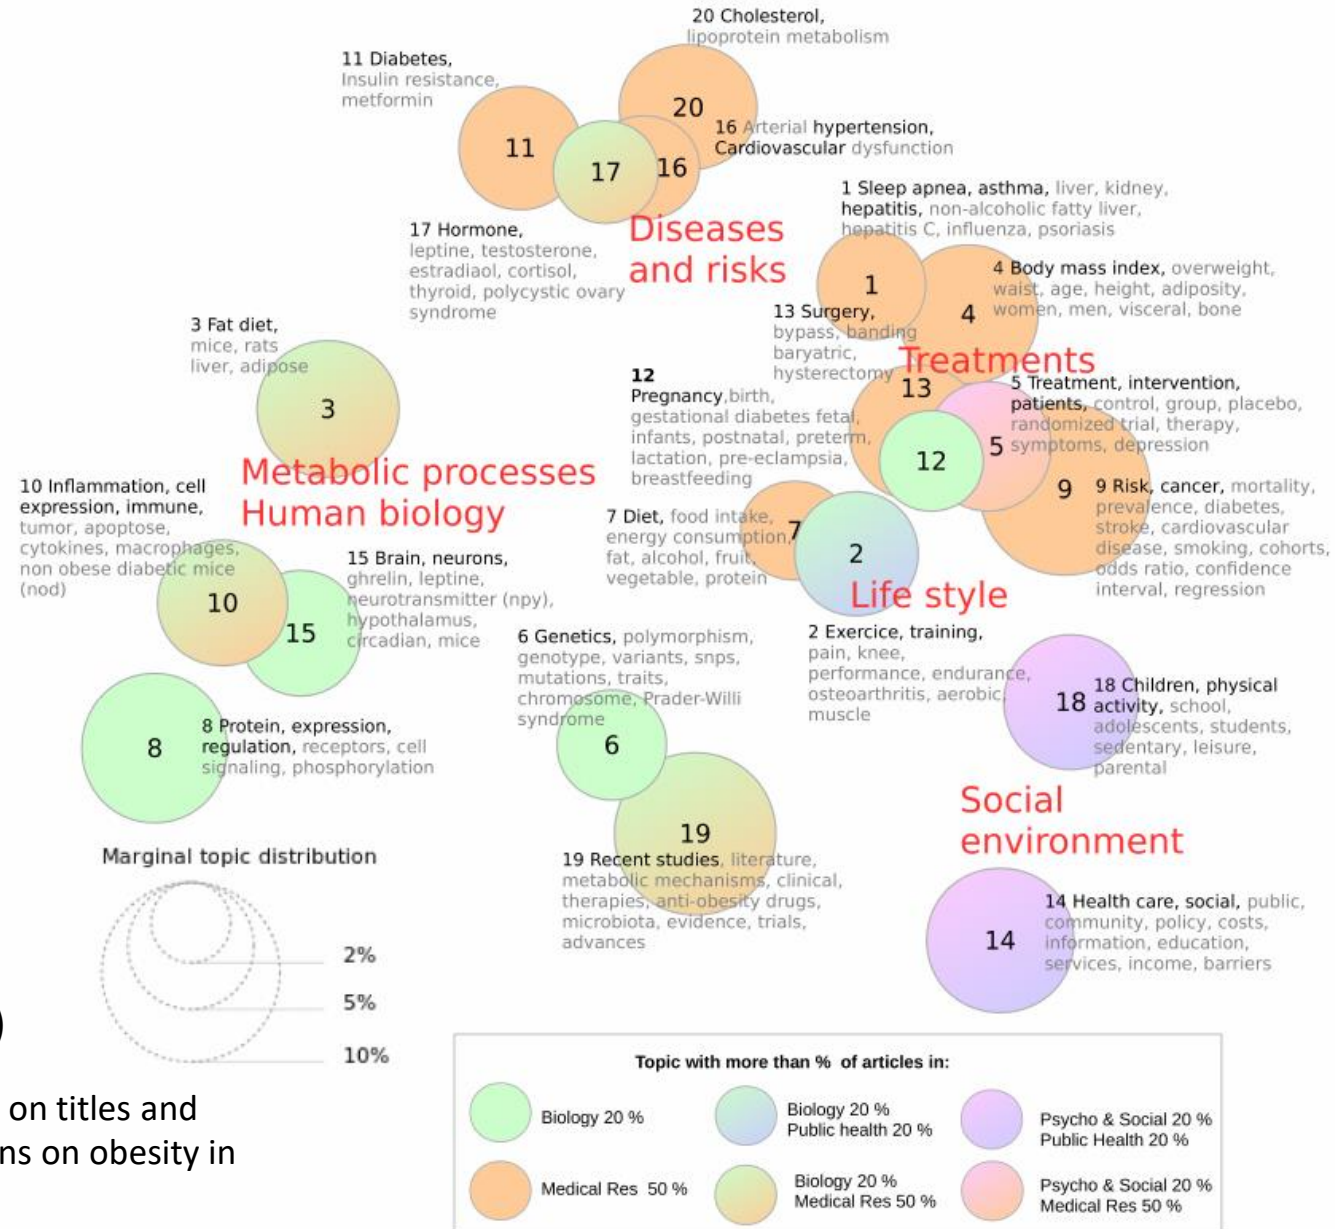 20 Cholesterol,
lipoprotein metabolism
11 Diabetes,
Insulin resistance,
metformin
20
11
17
16
16 Arterial hypertension,
Cardiovascular dysfunction
17 Hormone,
leptine, testosterone,
estradiaol, cortisol,
thyroid, polycystic ovary
syndrome
Diseases
and risks
1 Sleep apnea, asthma, liver, kidney,
hepatitis, non-alcoholic fatty liver,
hepatitis C, influenza, psoriasis
1
4
4 Body mass index, overweight,
waist, age, height, adiposity,
women, men, visceral, bone
13 Surgery,
bypass, banding
baryatric,
hysterectomy
Treatments
3 Fat diet,
mice, rats
liver, adipose
3
Metabolic processes
Human biology
12
Pregnancy,birth,
gestational diabetes fetal,
infants, postnatal, preterm,
lactation, pre-eclampsia,
breastfeeding
13
12
5
9
5 Treatment, intervention,
patients, control, group, placebo,
randomized trial, therapy,
symptoms, depression
9 Risk, cancer, mortality,
prevalence, diabetes,
stroke, cardiovascular
disease, smoking, cohorts,
odds ratio, confidence
interval, regression
10 Inflammation, cell
expression, immune,
tumor, apoptose,
cytokines, macrophages,
non obese diabetic mice
(nod)
10
15
15 Brain, neurons,
ghrelin, leptine,
neurotransmitter (npy),
hypothalamus,
circadian, mice
7 Diet, food intake,
energy consumption,
fat, alcohol, fruit,
vegetable, protein
7
2
Life style
2 Exercice, training,
pain, knee,
performance, endurance,
osteoarthritis, aerobic,
muscle
6 Genetics, polymorphism,
genotype, variants, snps,
mutations, traits,
chromosome, Prader-Willi
syndrome
6
8
8 Protein, expression,
regulation, receptors, cell
signaling, phosphorylation
18
18 Children, physical
activity, school,
adolescents, students,
sedentary, leisure,
parental
Social
environment
19
19 Recent studies, literature,
metabolic mechanisms, clinical,
therapies, anti-obesity drugs,
microbiota, evidence, trials,
advances
14
14 Health care, social, public,
community, policy, costs,
information, education,
services, income, barriers
Marginal topic distribution
2%
5%
10%
)
on titles and
ns on obesity in
Topic with more than % of articles in:
Biology 20 %
Biology 20 %
Public health 20 %
Psycho & Social 20 %
Public Health 20 %
Medical Res 50 %
Biology 20 %
Medical Res 50 %
Psycho & Social 20 %
Medical Res 50 %